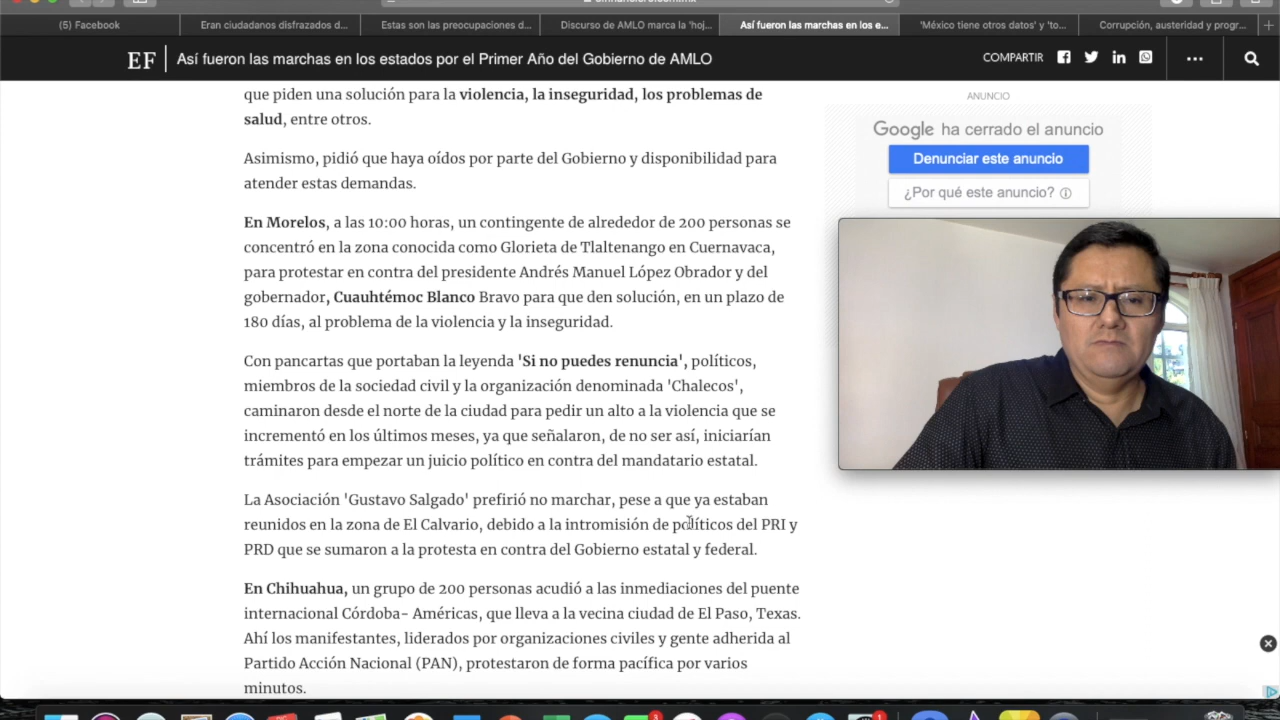 (5) Facebook
Eran ciudadanos disfrazados d...
Estas son las preocupaciones d...
Discurso de AMLO marca la 'hoj...
Así fueron las marchas en los e...
'México tiene otros datos' y 'to...
Corrupción, austeridad y progr...
EF
Así fueron las marchas en los estados por el Primer Año del Gobierno de AMLO
COMPARTIR
que piden una solución para la violencia, la inseguridad, los problemas de
salud, entre otros.
Asimismo, pidió que haya oídos por parte del Gobierno y disponibilidad para
atender estas demandas.
En Morelos, a las 10:00 horas, un contingente de alrededor de 200 personas se
concentró en la zona conocida como Glorieta de Tlaltenango en Cuernavaca,
para protestar en contra del presidente Andrés Manuel López Obrador y del
gobernador, Cuauhtémoc Blanco Bravo para que den solución, en un plazo de
180 días, al problema de la violencia y la inseguridad.
Con pancartas que portaban la leyenda 'Si no puedes renuncia', políticos,
miembros de la sociedad civil y la organización denominada 'Chalecos',
caminaron desde el norte de la ciudad para pedir un alto a la violencia que se
incrementó en los últimos meses, ya que señalaron, de no ser así, iniciarían
trámites para empezar un juicio político en contra del mandatario estatal.
La Asociación 'Gustavo Salgado' prefirió no marchar, pese a que ya estaban
reunidos en la zona de El Calvario, debido a la intromisión de políticos del PRI y
PRD que se sumaron a la protesta en contra del Gobierno estatal y federal.
En Chihuahua, un grupo de 200 personas acudió a las inmediaciones del puente
internacional Córdoba- Américas, que lleva a la vecina ciudad de El Paso, Texas.
Ahí los manifestantes, liderados por organizaciones civiles y gente adherida al
Partido Acción Nacional (PAN), protestaron de forma pacífica por varios
minutos.
ANUNCIO
Google ha cerrado el anuncio
Denunciar este anuncio
¿Por qué este anuncio?